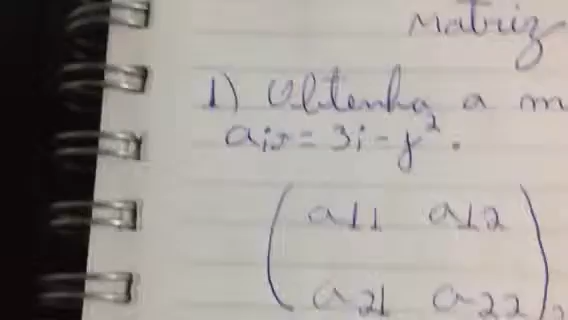 Matriz
1) Obtenha a m
aij = 3i - j².
a11 a12
a21 a22